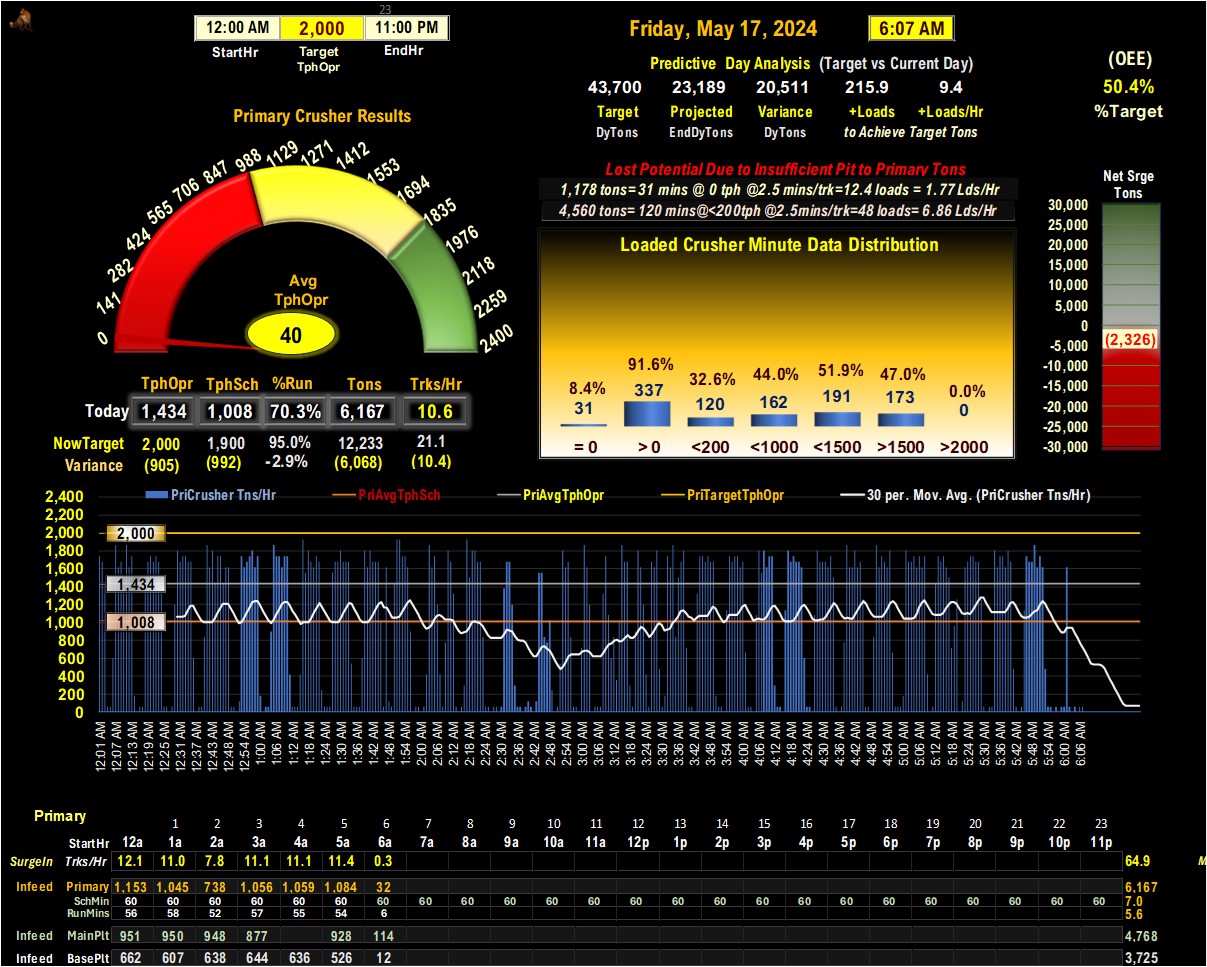 23
12:00 AM 2,000 11:00 PM
StartHr Target TphOpr EndHr
Friday, May 17, 2024 6:07 AM
Predictive Day Analysis (Target vs Current Day)
43,700 23,189 20,511 215.9 9.4
Target Projected Variance +Loads +Loads/Hr
DyTons EndDyTons DyTons to Achieve Target Tons
(OEE)
50.4%
%Target
Primary Crusher Results
0 141 282 424 565 706 847 988 1129 1271 1412 1553 1694 1835 1976 2118 2259 2400
Avg
TphOpr
40
Lost Potential Due to Insufficient Pit to Primary Tons
1,178 tons=31 mins @ 0 tph @2.5 mins/trk=12.4 loads = 1.77 Lds/Hr
4,560 tons= 120 mins@<200tph @2.5mins/trk=48 loads= 6.86 Lds/Hr
Loaded Crusher Minute Data Distribution
8.4% 91.6% 32.6% 44.0% 51.9% 47.0% 0.0%
31 337 120 162 191 173 0
= 0 > 0 <200 <1000 <1500 >1500 >2000
Net Srge
Tons
30,000
25,000
20,000
15,000
10,000
5,000
0
-5,000
-10,000
-15,000
-20,000
-25,000
-30,000
(2,326)
TphOpr TphSch %Run Tons Trks/Hr
Today 1,434 1,008 70.3% 6,167 10.6
NowTarget 2,000 1,900 95.0% 12,233 21.1
Variance (905) (992) -2.9% (6,068) (10.4)
PriCrusher Tns/Hr PriAvgTphSch PriAvgTphOpr PriTargetTphOpr 30 per. Mov. Avg. (PriCrusher Tns/Hr)
2,400
2,200
2,000
1,800
1,600
1,400
1,200
1,000
800
600
400
200
0
2,000
1,434
1,008
12:01 AM 12:07 AM 12:13 AM 12:19 AM 12:25 AM 12:31 AM 12:37 AM 12:43 AM 12:48 AM 12:54 AM 1:00 AM 1:06 AM 1:12 AM 1:18 AM 1:24 AM 1:30 AM 1:36 AM 1:42 AM 1:48 AM 1:54 AM 2:00 AM 2:06 AM 2:12 AM 2:18 AM 2:24 AM 2:30 AM 2:36 AM 2:42 AM 2:48 AM 2:54 AM 3:00 AM 3:06 AM 3:12 AM 3:18 AM 3:24 AM 3:30 AM 3:36 AM 3:42 AM 3:48 AM 3:54 AM 4:00 AM 4:06 AM 4:12 AM 4:18 AM 4:24 AM 4:30 AM 4:36 AM 4:42 AM 4:48 AM 4:54 AM 5:00 AM 5:06 AM 5:12 AM 5:18 AM 5:24 AM 5:30 AM 5:36 AM 5:42 AM 5:48 AM 5:54 AM 6:00 AM 6:06 AM
Primary
1 2 3 4 5 6 7 8 9 10 11 12 13 14 15 16 17 18 19 20 21 22 23
StartHr 12a 1a 2a 3a 4a 5a 6a 7a 8a 9a 10a 11a 12p 1p 2p 3p 4p 5p 6p 7p 8p 9p 10p 11p
SurgeIn Trks/Hr 12.1 11.0 7.8 11.1 11.1 11.4 0.3 64.9
Infeed Primary 1,153 1,045 738 1,056 1,059 1,084 32 6,167
SchMin 60 60 60 60 60 60 60 60 60 60 60 60 60 60 60 60 60 60 60 60 60 60 60 60 7.0
RunMins 56 58 52 57 55 54 6 5.6
Infeed MainPlt 951 950 948 877 928 114 4,768
Infeed BasePlt 662 607 638 644 636 526 12 3,725